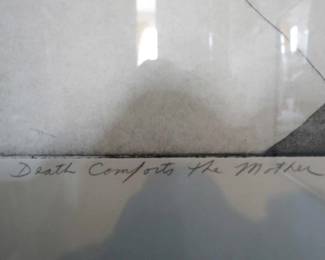 Death Comforts the Mother